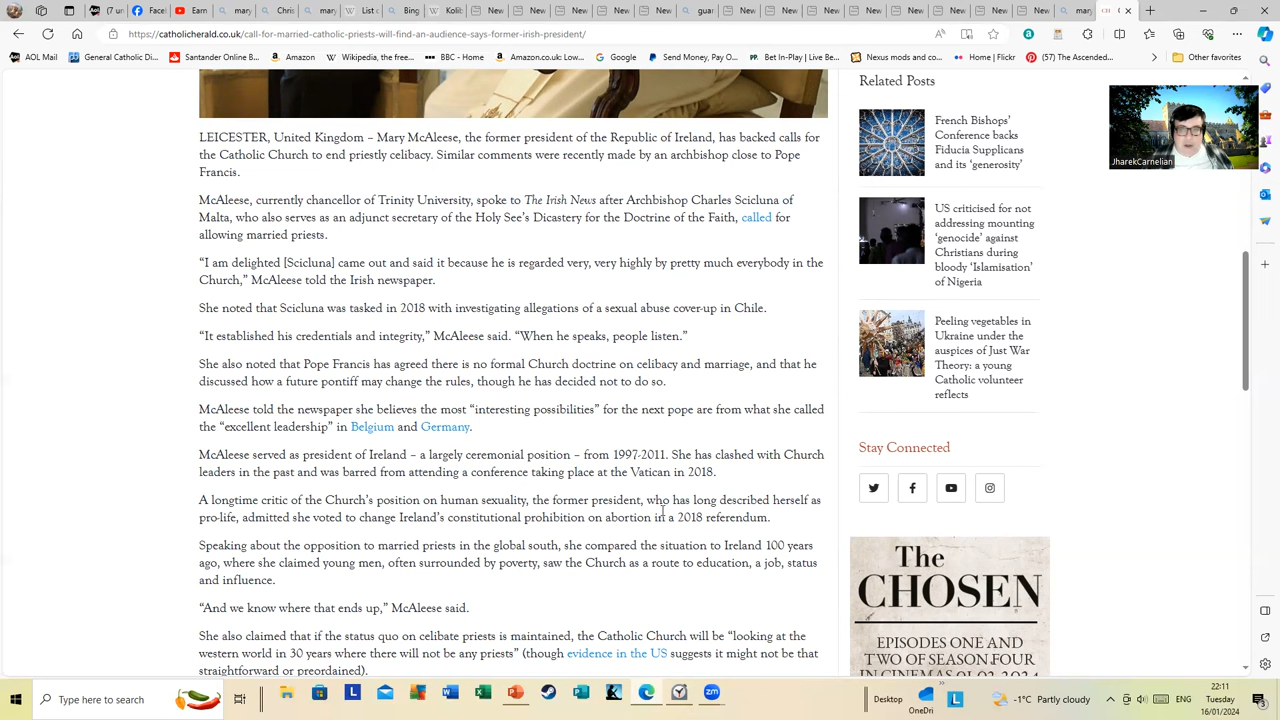 (7 un
Faceb
Earn
mary
Chris
mary
Bing
Kolib
mary
guar
New
New
New
New
New
mary
https://catholicherald.co.uk/call-for-married-catholic-priests-will-find-an-audience-says-former-irish-president/
AOL Mail
General Catholic Di...
Santander Online B...
Amazon
Wikipedia, the free...
BBC - Home
Amazon.co.uk: Low...
Google
Send Money, Pay O...
Bet In-Play | Live Be...
Nexus mods and co...
Home | Flickr
(57) The Ascended...
Other favorites
LEICESTER, United Kingdom – Mary McAleese, the former president of the Republic of Ireland, has backed calls for
the Catholic Church to end priestly celibacy. Similar comments were recently made by an archbishop close to Pope
Francis.
McAleese, currently chancellor of Trinity University, spoke to The Irish News after Archbishop Charles Scicluna of
Malta, who also serves as an adjunct secretary of the Holy See’s Dicastery for the Doctrine of the Faith, called for
allowing married priests.
“I am delighted [Scicluna] came out and said it because he is regarded very, very highly by pretty much everybody in the
Church,” McAleese told the Irish newspaper.
She noted that Scicluna was tasked in 2018 with investigating allegations of a sexual abuse cover-up in Chile.
“It established his credentials and integrity,” McAleese said. “When he speaks, people listen.”
She also noted that Pope Francis has agreed there is no formal Church doctrine on celibacy and marriage, and that he
discussed how a future pontiff may change the rules, though he has decided not to do so.
McAleese told the newspaper she believes the most “interesting possibilities” for the next pope are from what she called
the “excellent leadership” in Belgium and Germany.
McAleese served as president of Ireland – a largely ceremonial position – from 1997-2011. She has clashed with Church
leaders in the past and was barred from attending a conference taking place at the Vatican in 2018.
A longtime critic of the Church’s position on human sexuality, the former president, who has long described herself as
pro-life, admitted she voted to change Ireland’s constitutional prohibition on abortion in a 2018 referendum.
Speaking about the opposition to married priests in the global south, she compared the situation to Ireland 100 years
ago, where she claimed young men, often surrounded by poverty, saw the Church as a route to education, a job, status
and influence.
“And we know where that ends up,” McAleese said.
She also claimed that if the status quo on celibate priests is maintained, the Catholic Church will be “looking at the
western world in 30 years where there will not be any priests” (though evidence in the US suggests it might not be that
straightforward or preordained).
Related Posts
French Bishops’
Conference backs
Fiducia Supplicans
and its ‘generosity’
US criticised for not
addressing mounting
‘genocide’ against
Christians during
bloody ‘Islamisation’
of Nigeria
Peeling vegetables in
Ukraine under the
auspices of Just War
Theory: a young
Catholic volunteer
reflects
Stay Connected
The
CHOSEN
EPISODES ONE AND
TWO OF SEASON FOUR
IN CINEMAS 01.02.2024
JharekCarnelian
Type here to search
Desktop
OneDri
-1°C Partly cloudy
ENG
22:11
Tuesday
16/01/2024